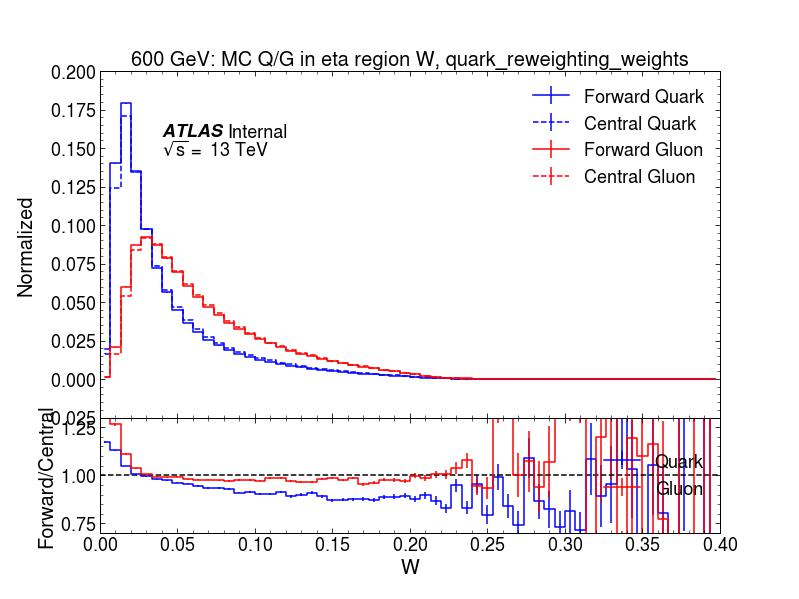 600 GeV: MC Q/G in eta region W, quark_reweighting_weights
0.200
0.175
0.150
0.125
0.100
0.075
0.050
0.025
0.000
0.025
Normalized
ATLAS Internal
√s = 13 TeV
Forward Quark
Central Quark
Forward Gluon
Central Gluon
1.25
1.00
0.75
Forward/Central
Quark
Gluon
0.00 0.05 0.10 0.15 0.20 0.25 0.30 0.35 0.40
W